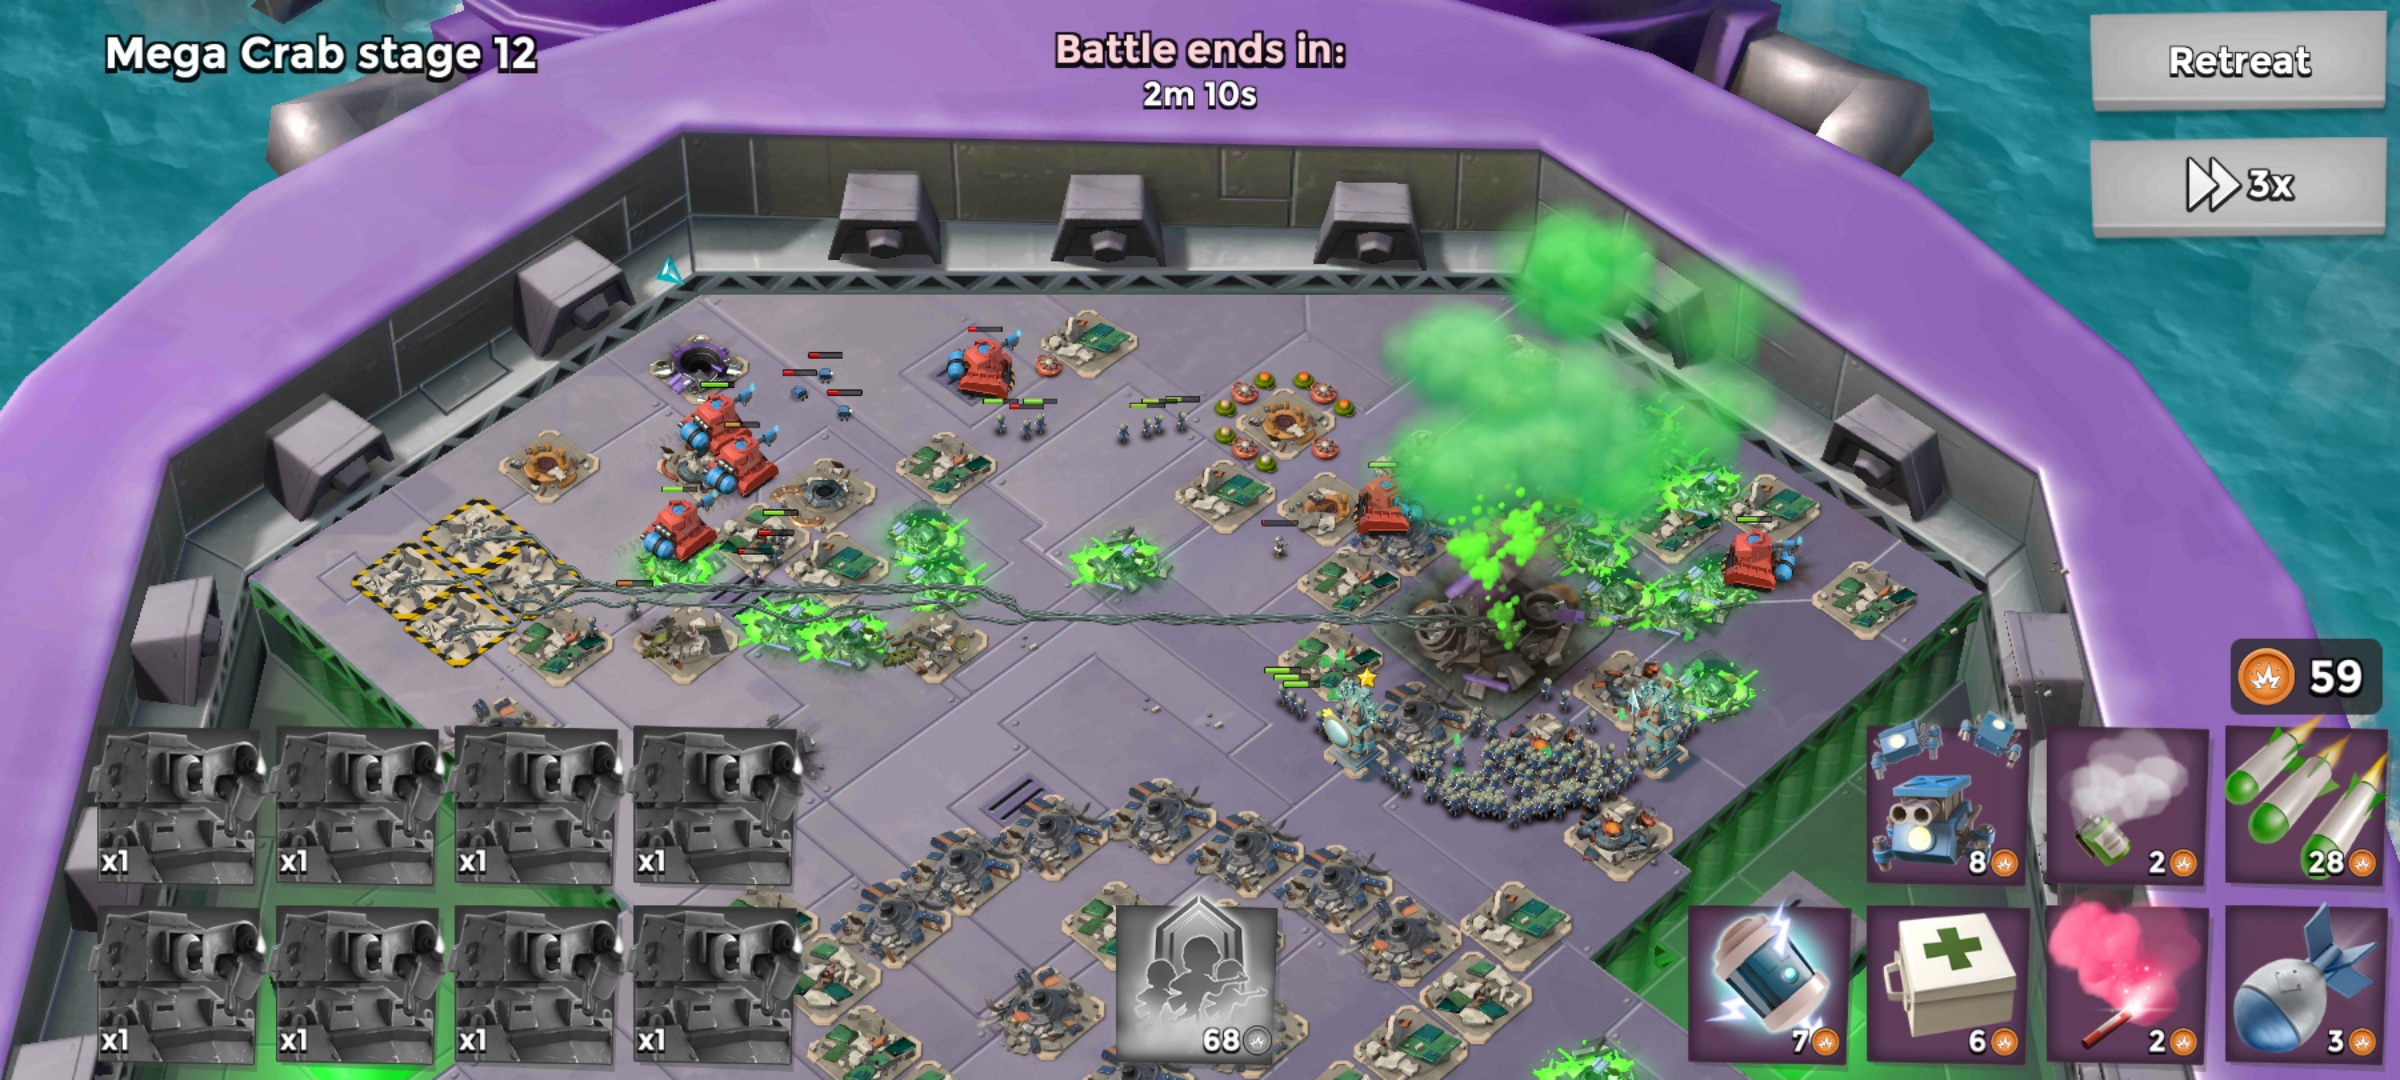 Mega Crab stage 12
Battle ends in:
2m 10s
Retreat
3x
59
x1
x1
x1
x1
8
2
28
x1
x1
x1
x1
68
7
6
2
3